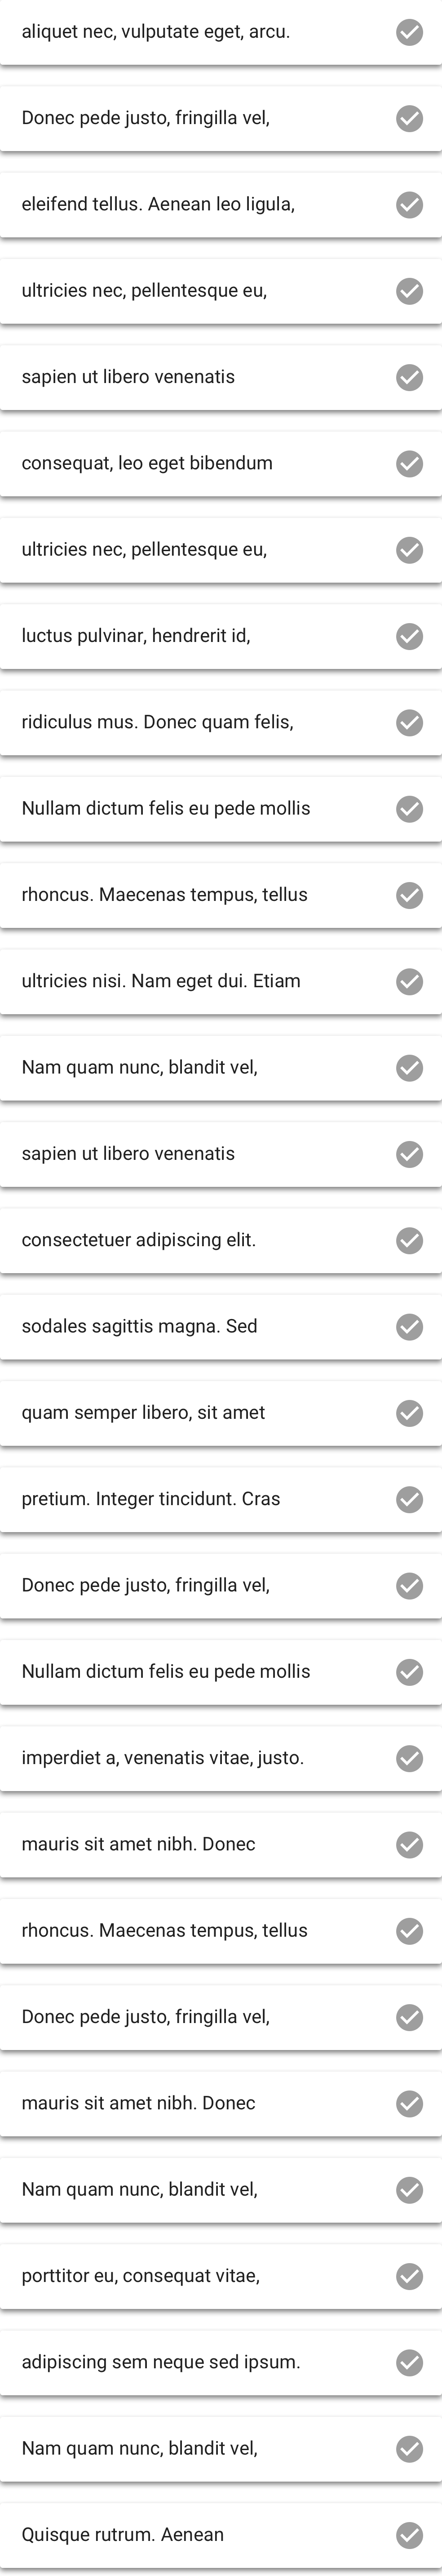 aliquet nec, vulputate eget, arcu.
Donec pede justo, fringilla vel,
eleifend tellus. Aenean leo ligula,
ultricies nec, pellentesque eu,
sapien ut libero venenatis
consequat, leo eget bibendum
ultricies nec, pellentesque eu,
luctus pulvinar, hendrerit id,
ridiculus mus. Donec quam felis,
Nullam dictum felis eu pede mollis
rhoncus. Maecenas tempus, tellus
ultricies nisi. Nam eget dui. Etiam
Nam quam nunc, blandit vel,
sapien ut libero venenatis
consectetuer adipiscing elit.
sodales sagittis magna. Sed
quam semper libero, sit amet
pretium. Integer tincidunt. Cras
Donec pede justo, fringilla vel,
Nullam dictum felis eu pede mollis
imperdiet a, venenatis vitae, justo.
mauris sit amet nibh. Donec
rhoncus. Maecenas tempus, tellus
Donec pede justo, fringilla vel,
mauris sit amet nibh. Donec
Nam quam nunc, blandit vel,
porttitor eu, consequat vitae,
adipiscing sem neque sed ipsum.
Nam quam nunc, blandit vel,
Quisque rutrum. Aenean